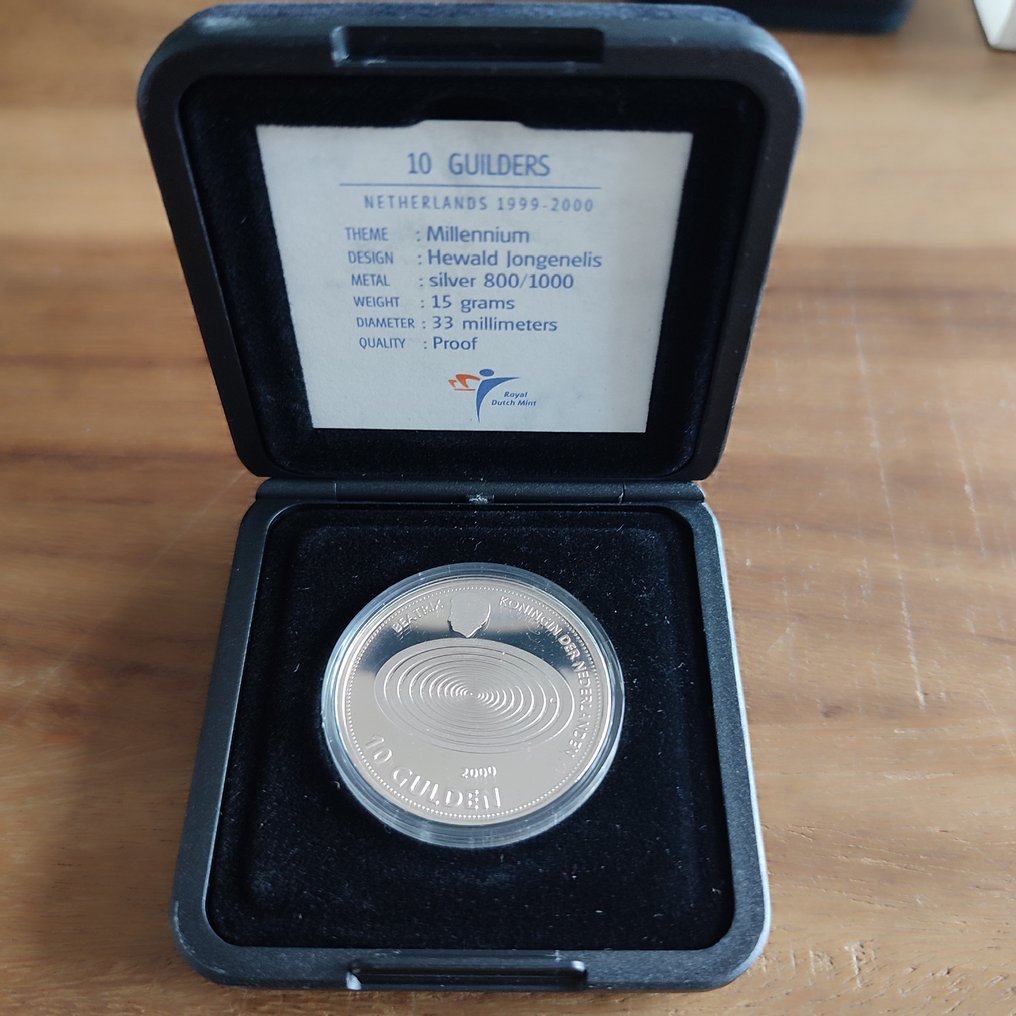 10 GUILDERS
NETHERLANDS 1999-2000
THEME : Millennium
DESIGN : Hewald Jongenelis
METAL : silver 800/1000
WEIGHT : 15 grams
DIAMETER : 33 millimeters
QUALITY : Proof
Royal
Dutch Mint
BEATRIX KONINGIN DER NEDERLANDEN
2000
10 GULDEN